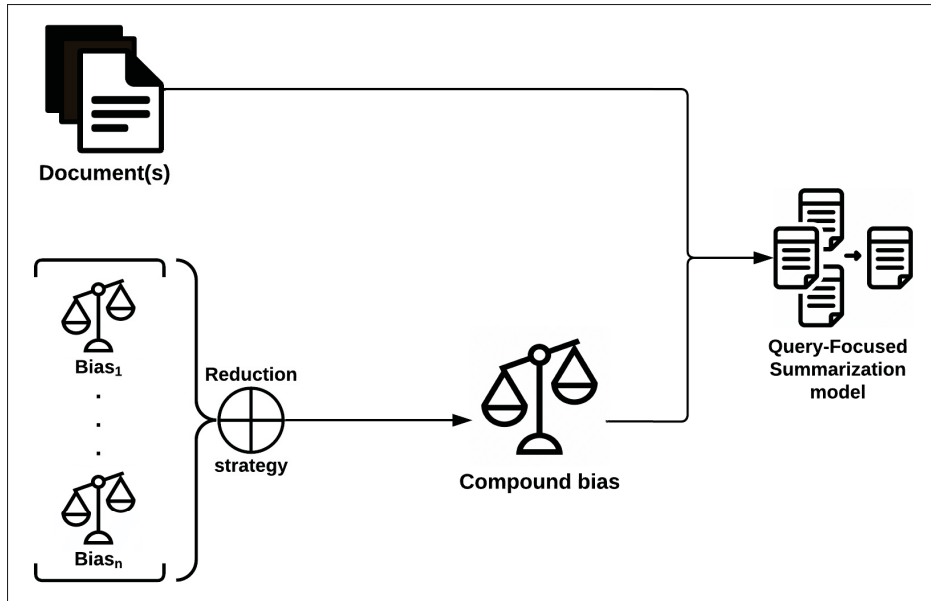 Document(s)
Bias₁
.
.
.
Biasₙ
Reduction
strategy
Compound bias
Query-Focused
Summarization
model